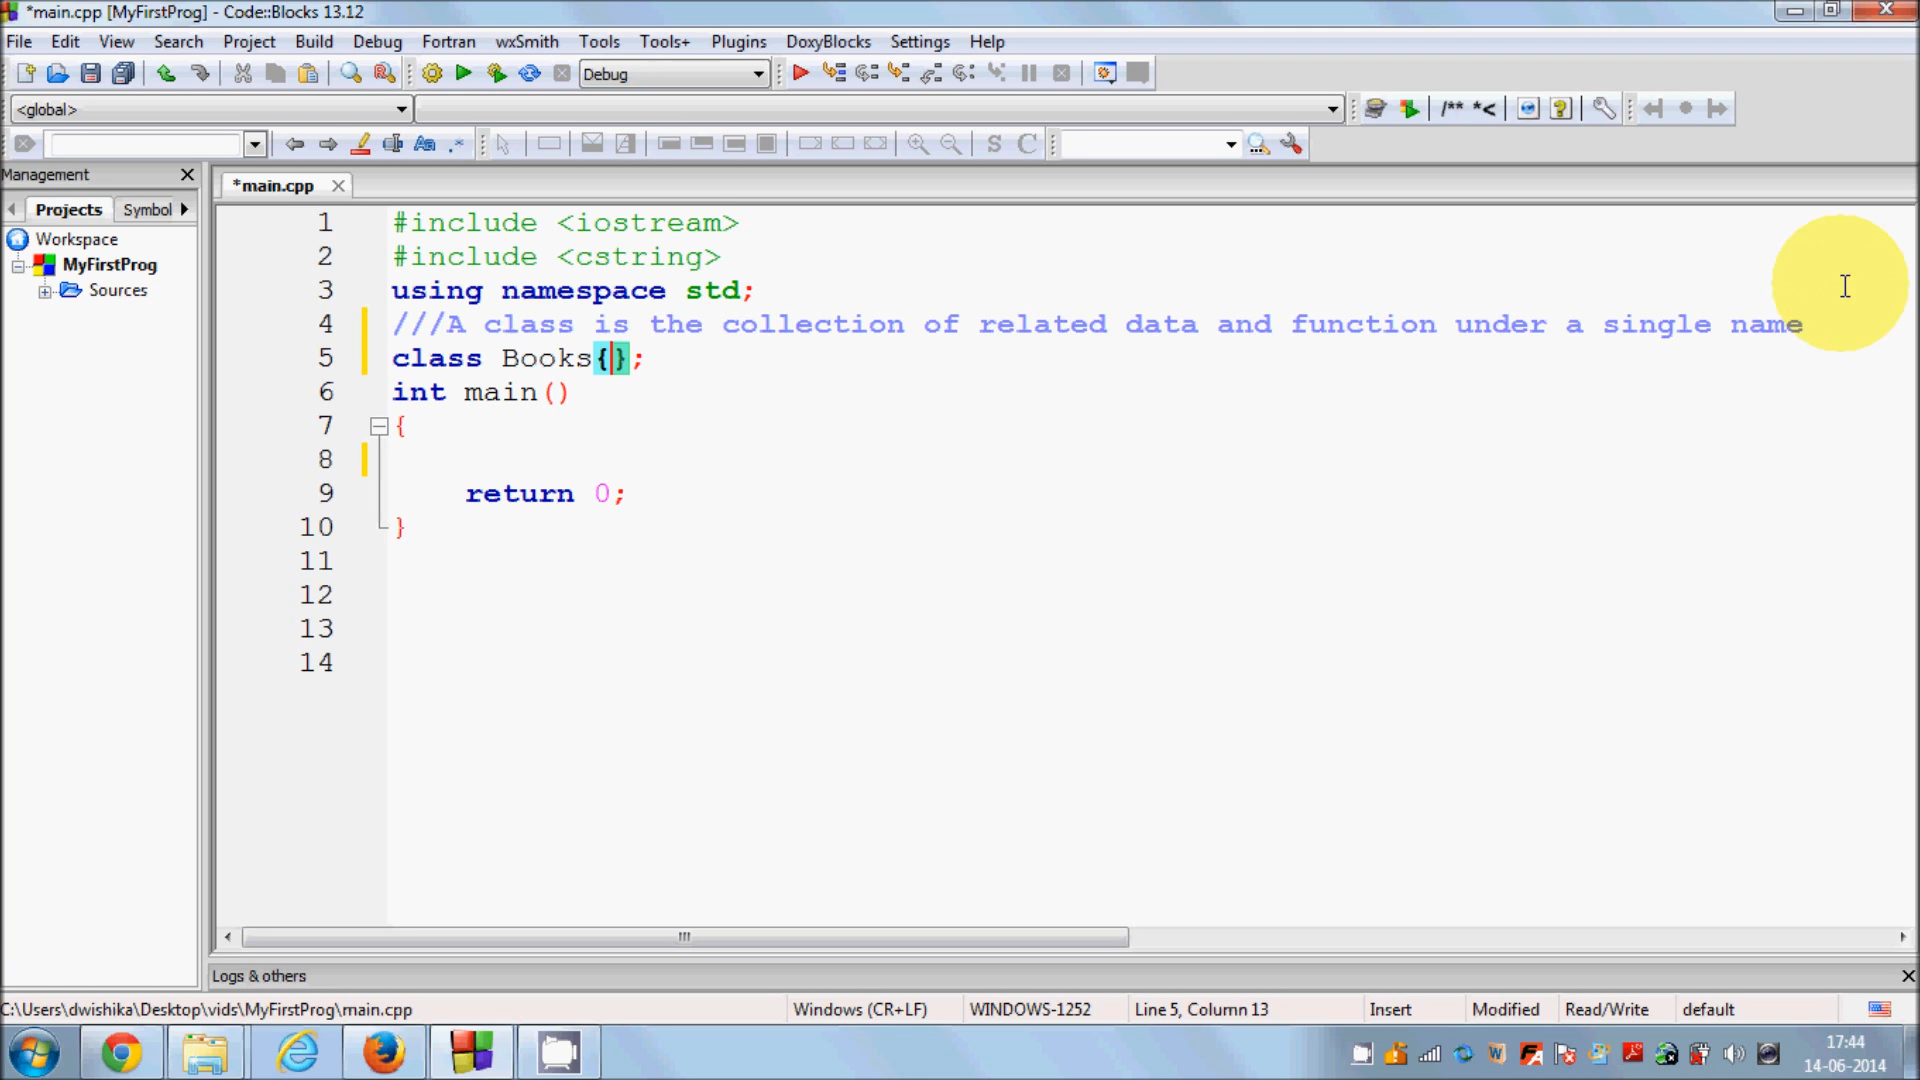 *main.cpp [MyFirstProg] - Code::Blocks 13.12
File Edit View Search Project Build Debug Fortran wxSmith Tools Tools+ Plugins DoxyBlocks Settings Help
Debug
<global>
/** *<
Aa .* S C
Management
*main.cpp
Projects Symbol
Workspace
MyFirstProg
Sources
1 #include <iostream>
2 #include <cstring>
3 using namespace std;
4 ///A class is the collection of related data and function under a single name
5 class Books{};
6 int main()
7 {
8
9 return 0;
10 }
11
12
13
14
Logs & others
C:\Users\dwishika\Desktop\vids\MyFirstProg\main.cpp Windows (CR+LF) WINDOWS-1252 Line 5, Column 13 Insert Modified Read/Write default
17:44
14-06-2014